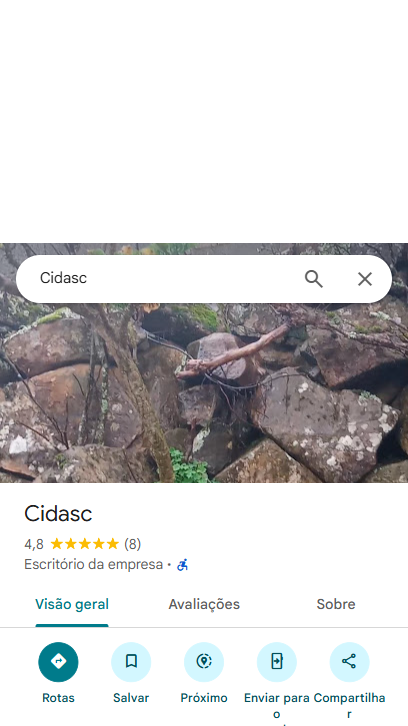 Cidasc
Cidasc
4,8 ★★★★★ (8)
Escritório da empresa ·
Visão geral Avaliações Sobre
Rotas Salvar Próximo Enviar para o Compartilhar